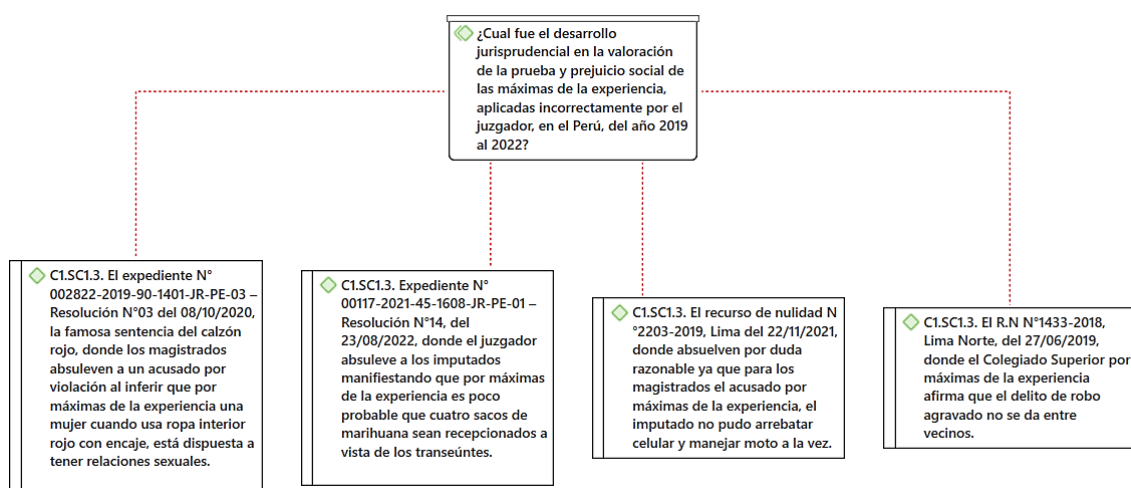 ¿Cual fue el desarrollo
jurisprudencial en la valoración
de la prueba y prejuicio social de
las máximas de la experiencia,
aplicadas incorrectamente por el
juzgador, en el Perú, del año 2019
al 2022?
C1.SC1.3. El expediente N°
002822-2019-90-1401-JR-PE-03 –
Resolución N°03 del 08/10/2020,
la famosa sentencia del calzón
rojo, donde los magistrados
absuleven a un acusado por
violación al inferir que por
máximas de la experiencia una
mujer cuando usa ropa interior
rojo con encaje, está dispuesta a
tener relaciones sexuales.
C1.SC1.3. Expediente N°
00117-2021-45-1608-JR-PE-01 –
Resolución N°14, del
23/08/2022, donde el juzgador
absuleve a los imputados
manifiestando que por máximas
de la experiencia es poco
probable que cuatro sacos de
marihuana sean recepcionados a
vista de los transeúntes.
C1.SC1.3. El recurso de nulidad N
°2203-2019, Lima del 22/11/2021,
donde absuelven por duda
razonable ya que para los
magistrados el acusado por
máximas de la experiencia, el
imputado no pudo arrebatar
celular y manejar moto a la vez.
C1.SC1.3. El R.N N°1433-2018,
Lima Norte, del 27/06/2019,
donde el Colegiado Superior por
máximas de la experiencia
afirma que el delito de robo
agravado no se da entre
vecinos.